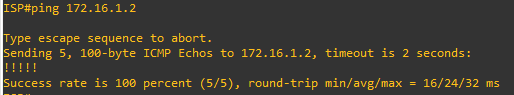 ISP#ping 172.16.1.2
Type escape sequence to abort.
Sending 5, 100-byte ICMP Echos to 172.16.1.2, timeout is 2 seconds:
!!!!!
Success rate is 100 percent (5/5), round-trip min/avg/max = 16/24/32 ms